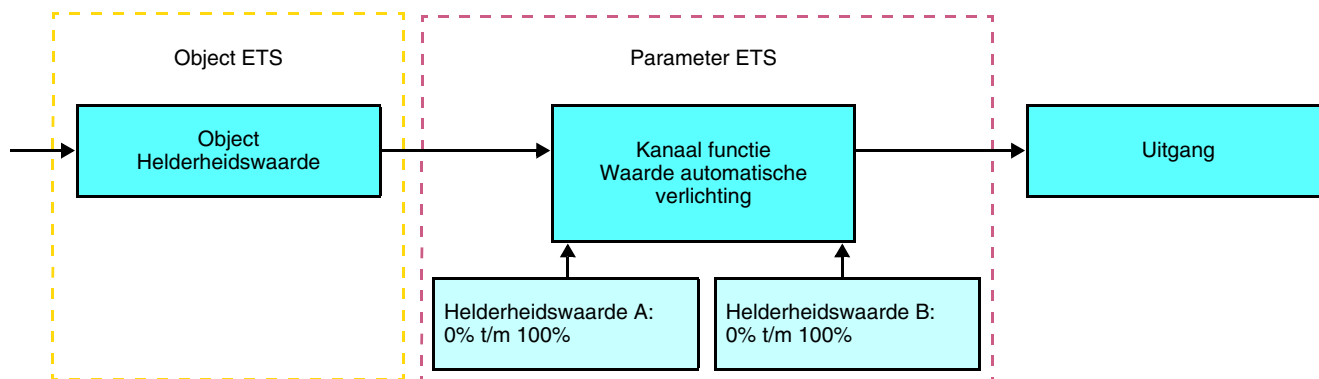 Object ETS
Parameter ETS
Object
Helderheidswaarde
Kanaal functie
Waarde automatische
verlichting
Uitgang
Helderheidswaarde A:
0% t/m 100%
Helderheidswaarde B:
0% t/m 100%